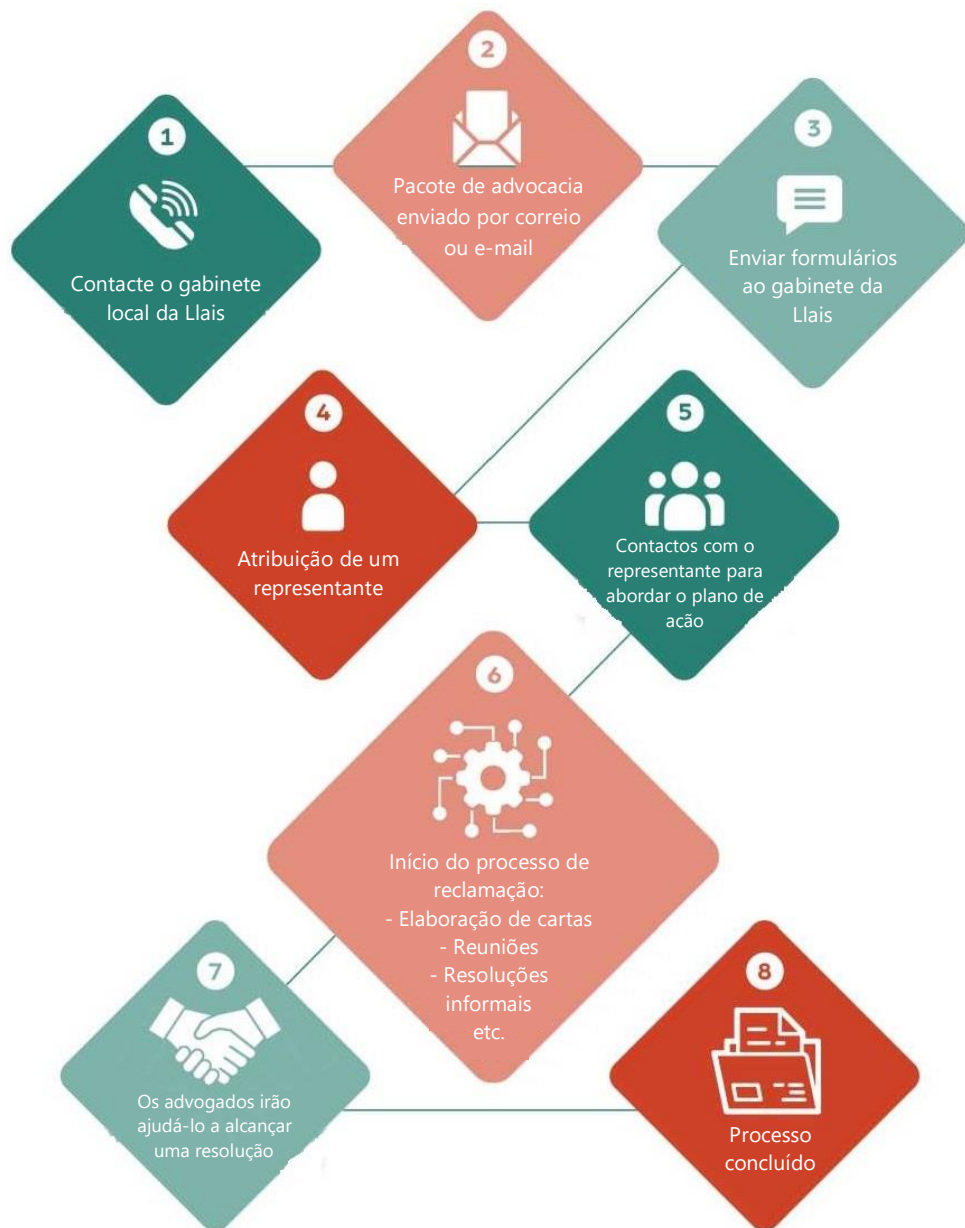 1
Contacte o gabinete
local da Llais
2
Pacote de advocacia
enviado por correio
ou e-mail
3
Enviar formulários
ao gabinete da
Llais
4
Atribuição de um
representante
5
Contactos com o
representante para
abordar o plano de
acão
6
Início do processo de
reclamação:
- Elaboração de cartas
- Reuniões
- Resoluções
informais
etc.
7
Os advogados irão
ajudá-lo a alcançar
uma resolução
8
Processo
concluído